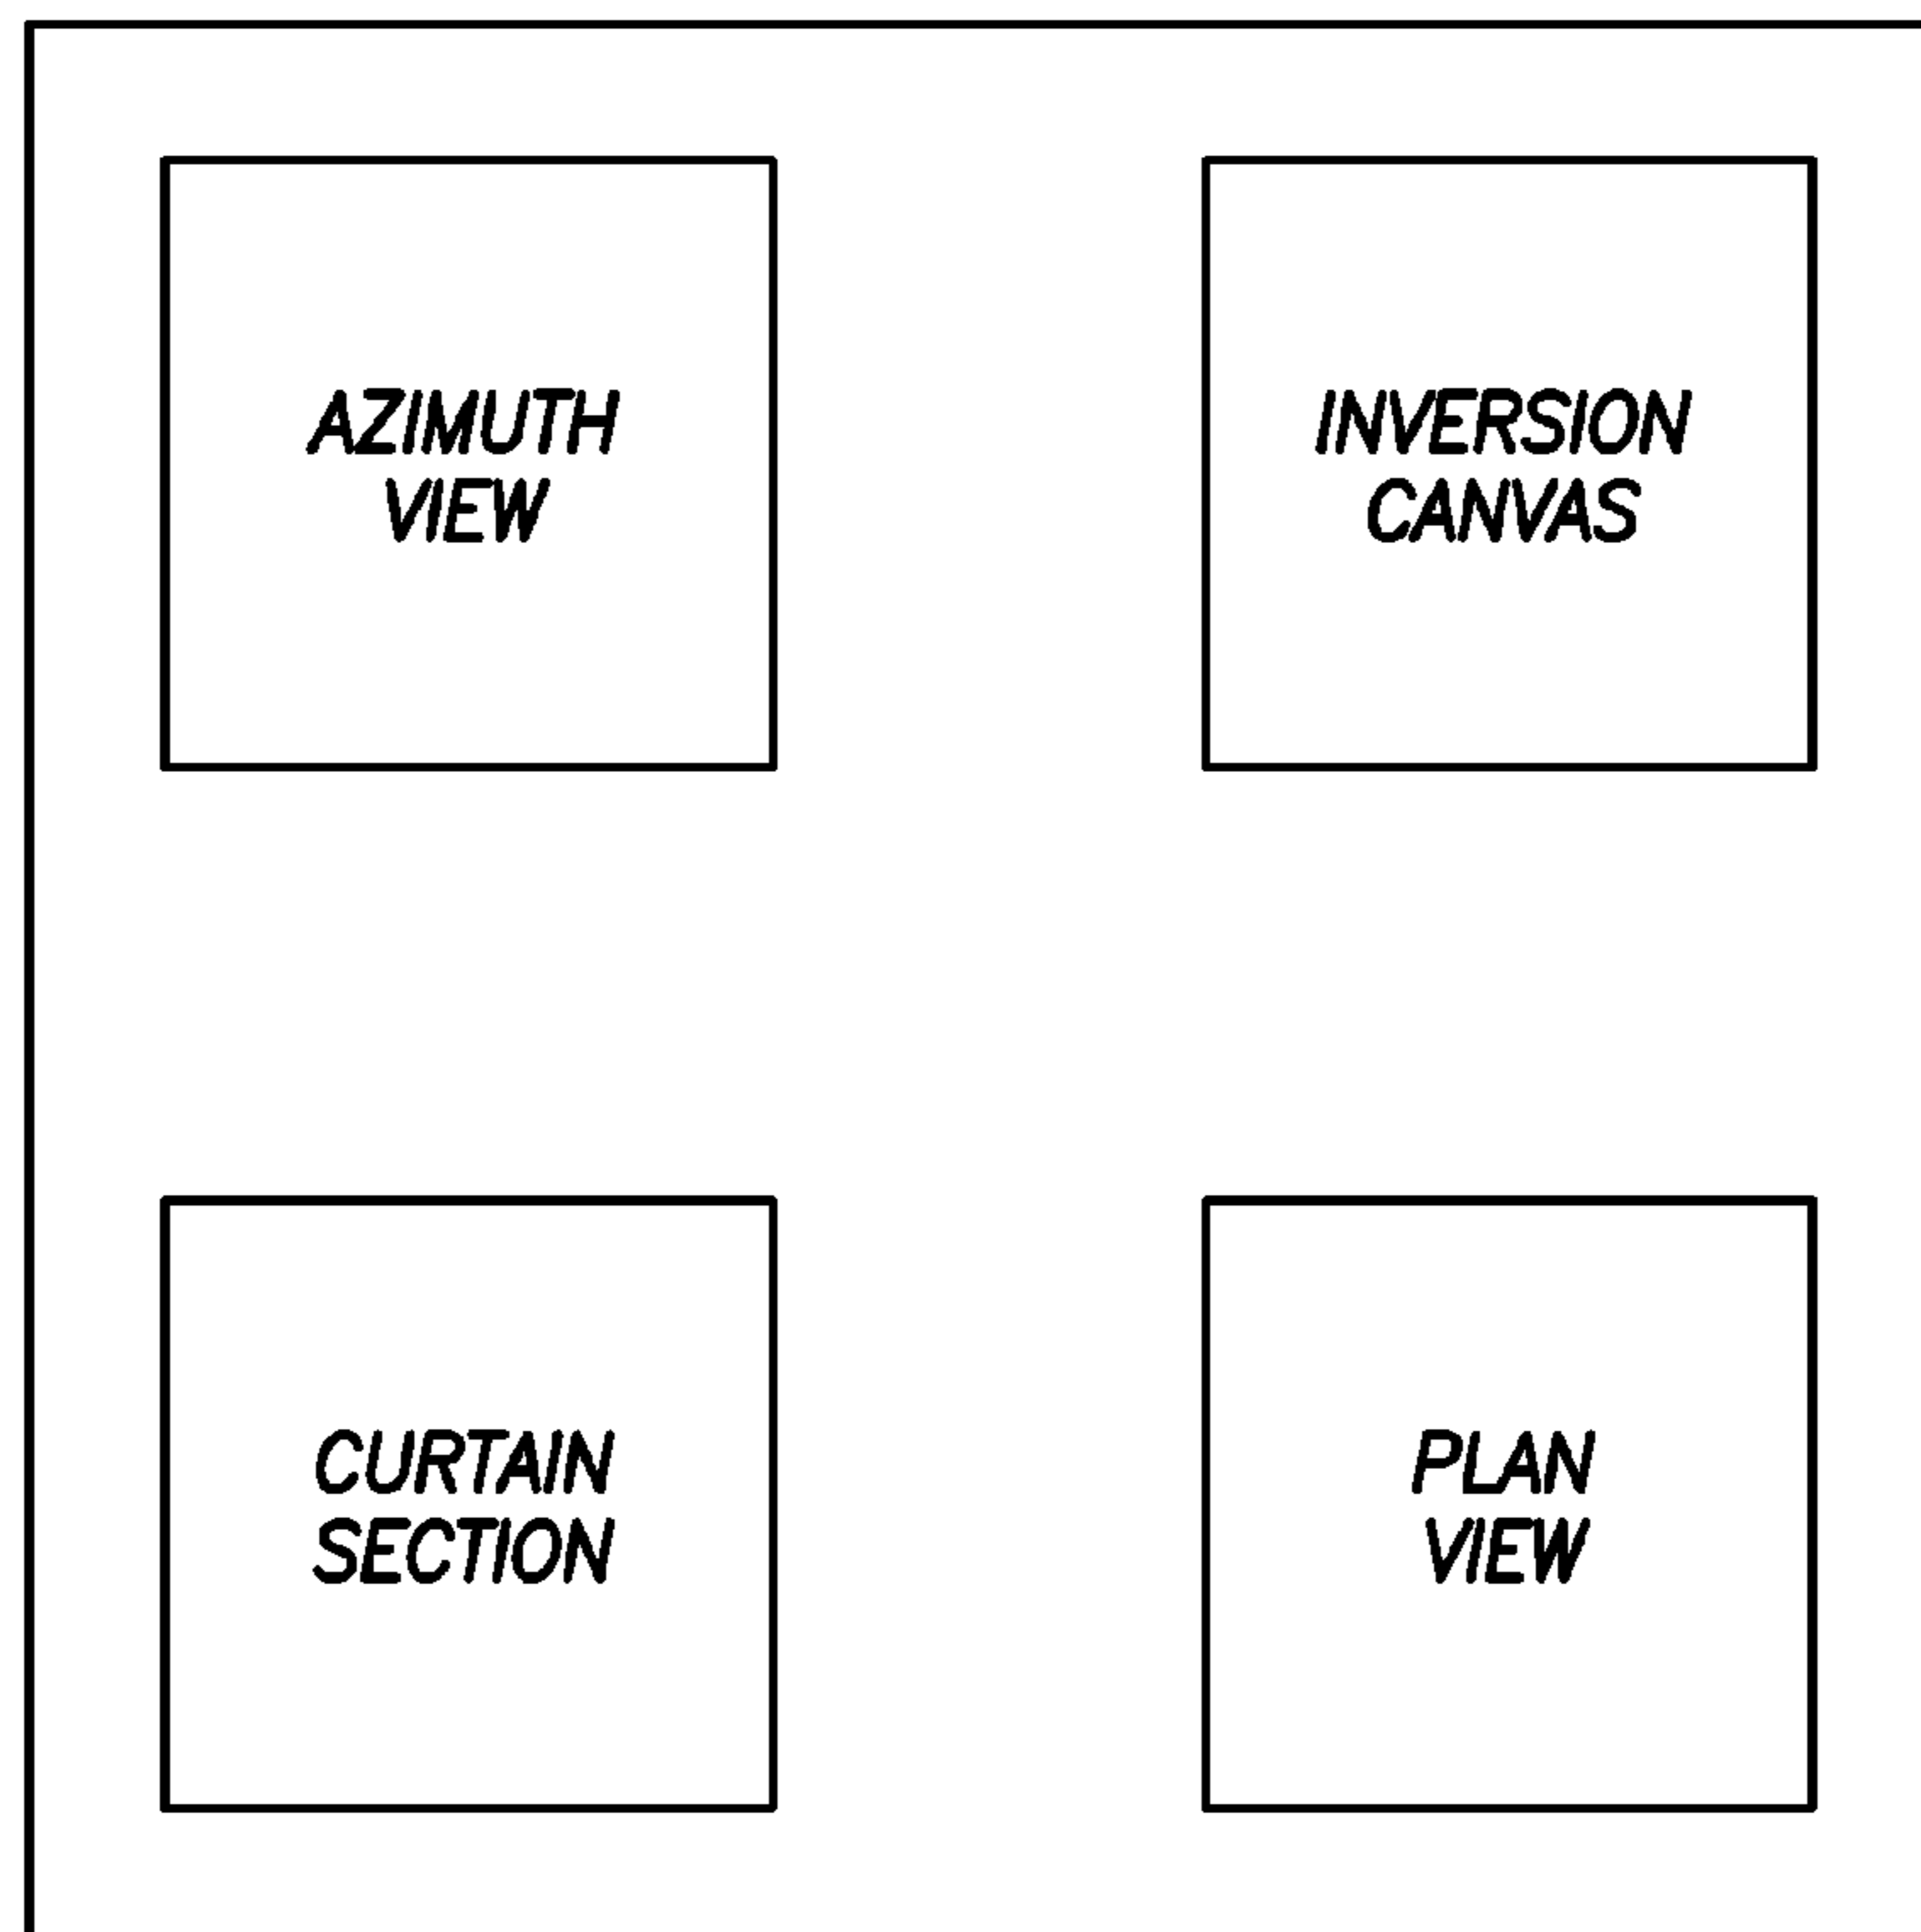 AZIMUTH
VIEW
INVERSION
CANVAS
CURTAIN
SECTION
PLAN
VIEW